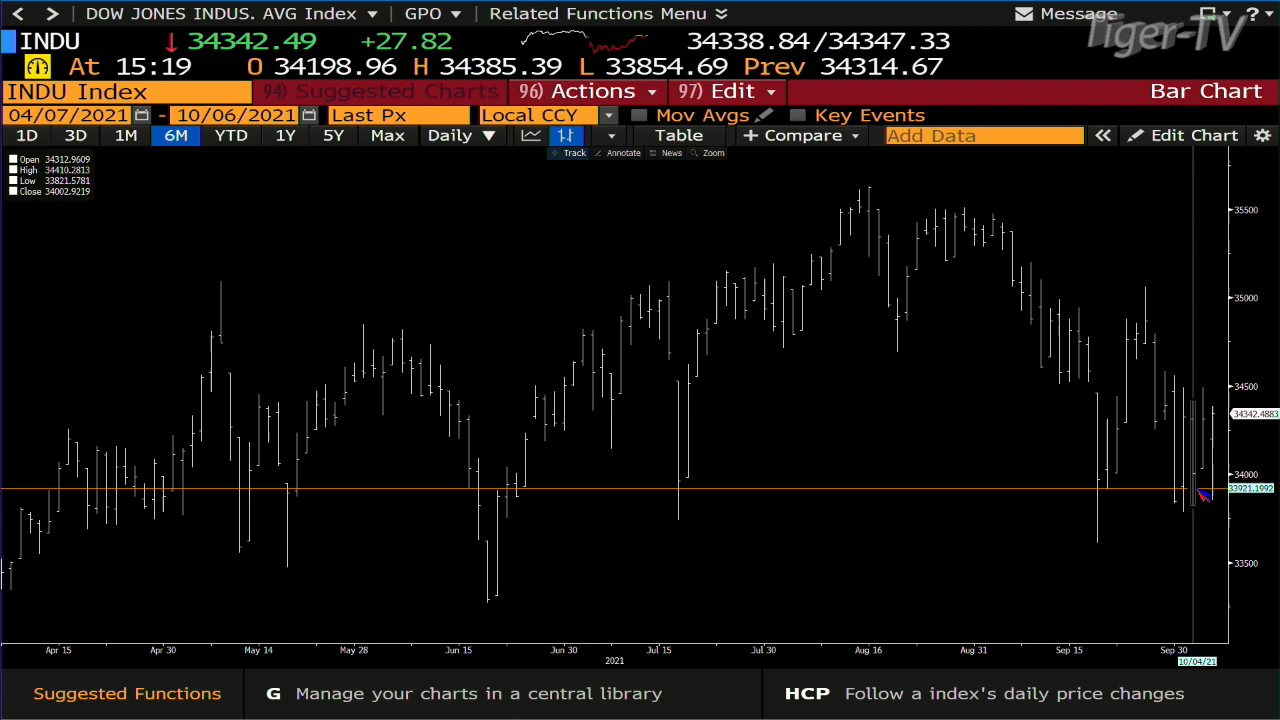 DOW JONES INDUS. AVG Index GPO Related Functions Menu Message ?
Tiger-TV
INDU 34342.49 +27.82 34338.84/34347.33
At 15:19 O 34198.96 H 34385.39 L 33854.69 Prev 34314.67
INDU Index 94) Suggested Charts 96) Actions 97) Edit Bar Chart
04/07/2021 - 10/06/2021 Last Px Local CCY Mov Avgs Key Events
1D 3D 1M 6M YTD 1Y 5Y Max Daily Table + Compare Add Data Edit Chart
Track Annotate News Zoom
Open 34312.9609
High 34410.2813
Low 33821.5781
Close 34002.9219
35500
35000
34500
34342.4883
34000
33921.1992
33500
Apr 15 Apr 30 May 14 May 28 Jun 15 Jun 30 Jul 15 Jul 30 Aug 16 Aug 31 Sep 15 Sep 30
2021 10/04/21
Suggested Functions G Manage your charts in a central library HCP Follow a index's daily price changes